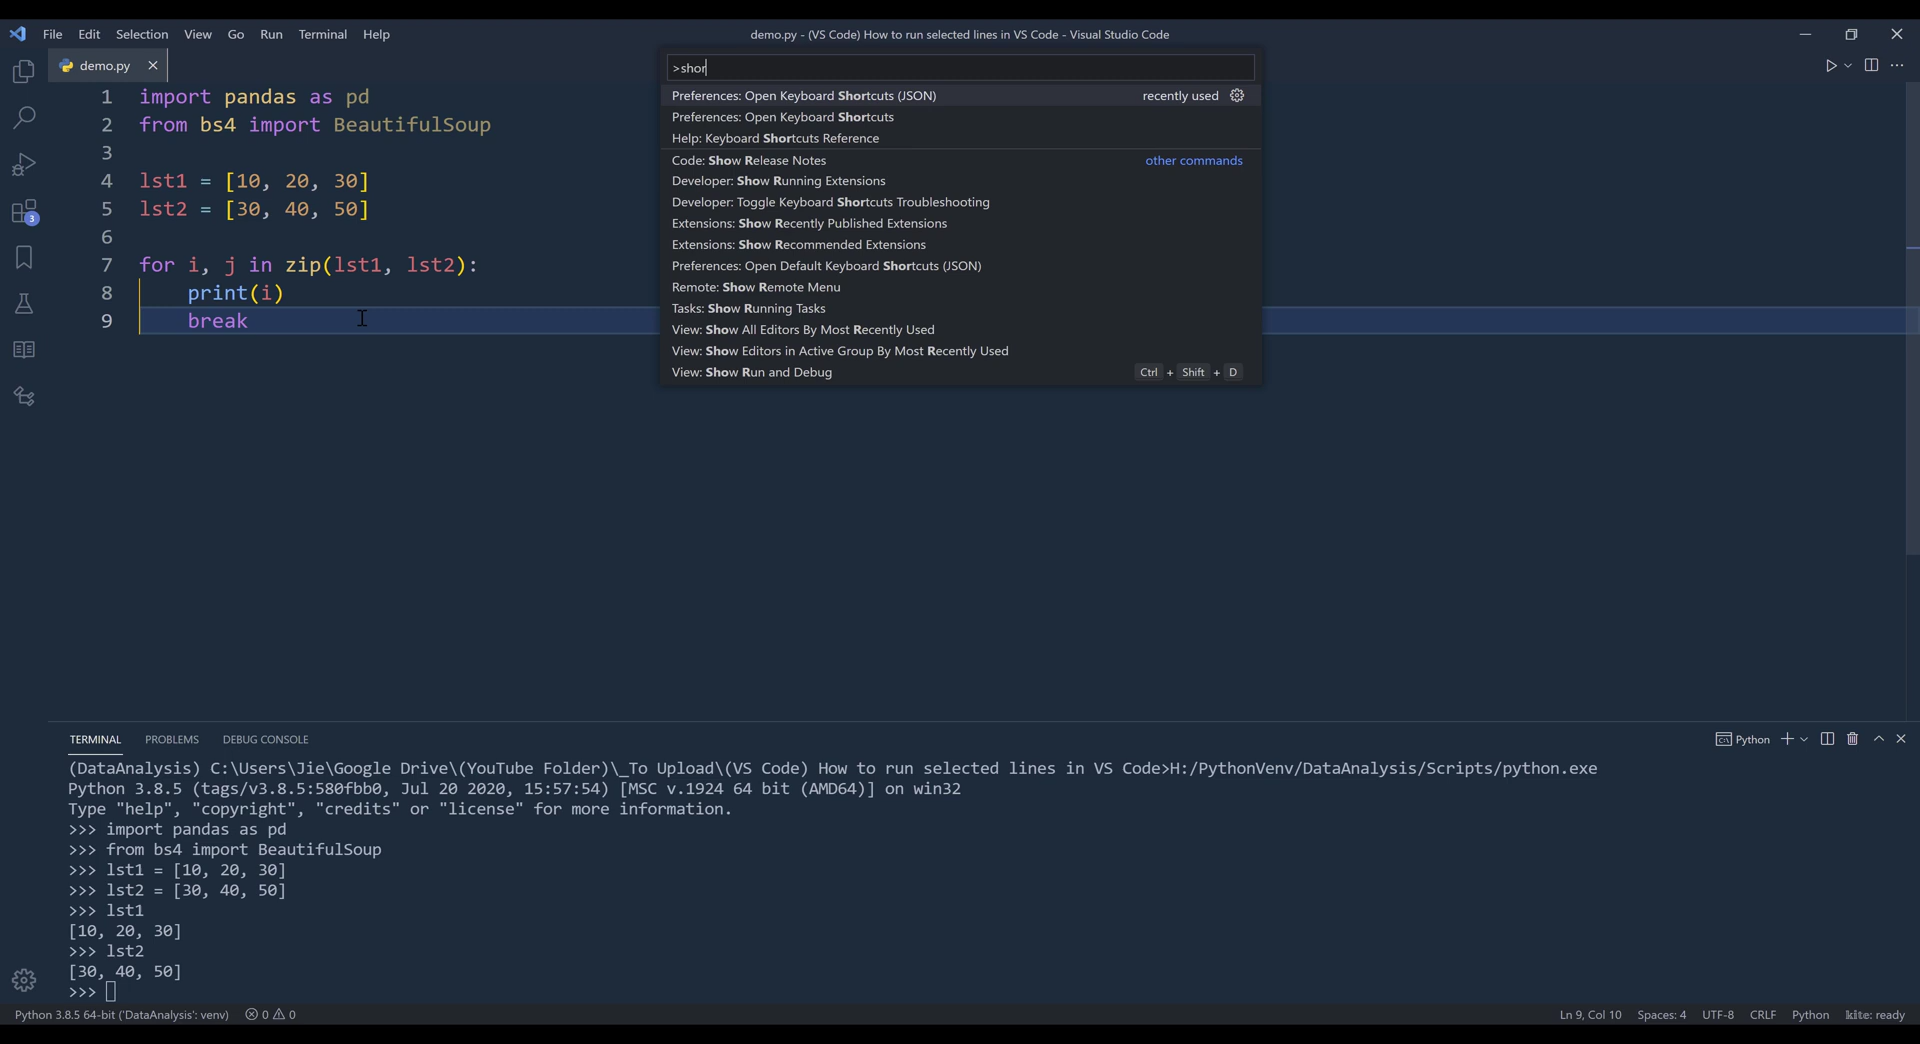 File Edit Selection View Go Run Terminal Help
demo.py - (VS Code) How to run selected lines in VS Code - Visual Studio Code
demo.py
>shor
Preferences: Open Keyboard Shortcuts (JSON) recently used
Preferences: Open Keyboard Shortcuts
Help: Keyboard Shortcuts Reference
Code: Show Release Notes other commands
Developer: Show Running Extensions
Developer: Toggle Keyboard Shortcuts Troubleshooting
Extensions: Show Recently Published Extensions
Extensions: Show Recommended Extensions
Preferences: Open Default Keyboard Shortcuts (JSON)
Remote: Show Remote Menu
Tasks: Show Running Tasks
View: Show All Editors By Most Recently Used
View: Show Editors in Active Group By Most Recently Used
View: Show Run and Debug Ctrl + Shift + D
1 import pandas as pd
2 from bs4 import BeautifulSoup
3
4 lst1 = [10, 20, 30]
5 lst2 = [30, 40, 50]
6
7 for i, j in zip(lst1, lst2):
8 print(i)
9 break
3
TERMINAL PROBLEMS DEBUG CONSOLE
Python
(DataAnalysis) C:\Users\Jie\Google Drive\(YouTube Folder)\_To Upload\(VS Code) How to run selected lines in VS Code>H:/PythonVenv/DataAnalysis/Scripts/python.exe
Python 3.8.5 (tags/v3.8.5:580fbb0, Jul 20 2020, 15:57:54) [MSC v.1924 64 bit (AMD64)] on win32
Type "help", "copyright", "credits" or "license" for more information.
>>> import pandas as pd
>>> from bs4 import BeautifulSoup
>>> lst1 = [10, 20, 30]
>>> lst2 = [30, 40, 50]
>>> lst1
[10, 20, 30]
>>> lst2
[30, 40, 50]
>>>
Python 3.8.5 64-bit ('DataAnalysis': venv) 0 0
Ln 9, Col 10 Spaces: 4 UTF-8 CRLF Python kite: ready